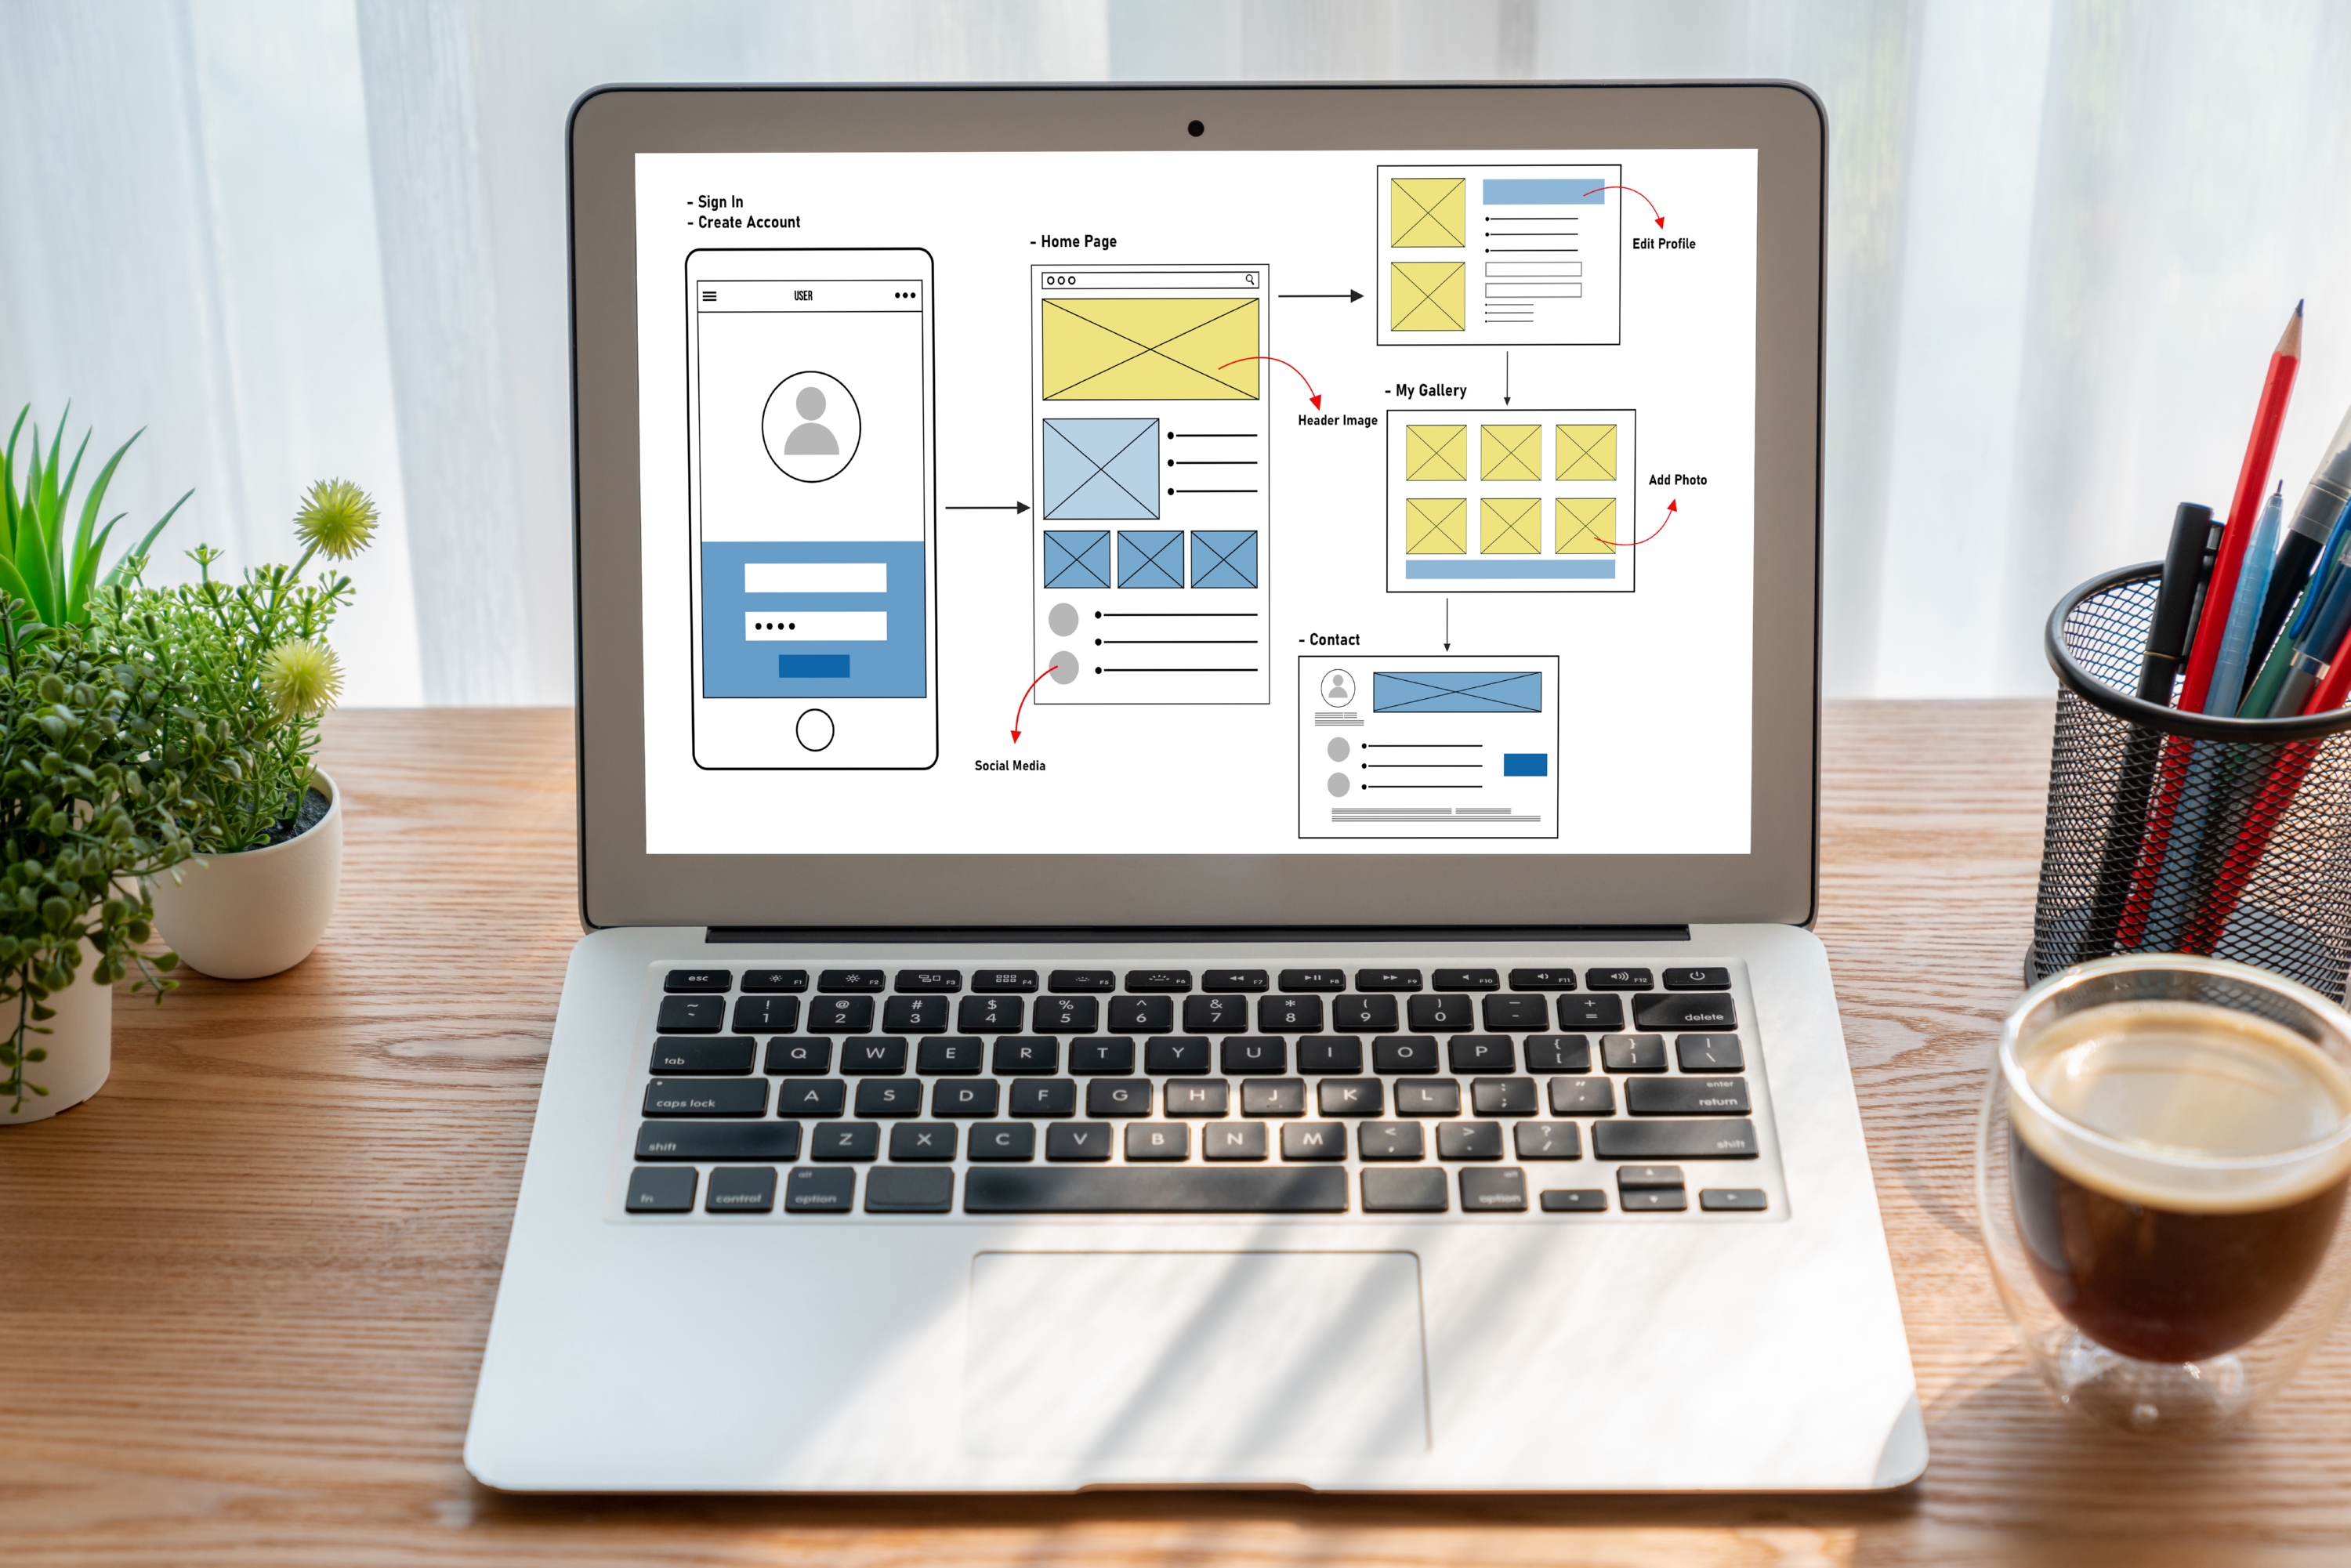 - Sign In
- Create Account
USER
- Home Page
Header Image
Social Media
Edit Profile
- My Gallery
Add Photo
- Contact
esc F1 F2 F3 F4 F5 F6 F7 F8 F9 F10 F11 F12
~ ! @ # $ % ^ & * ( ) — +
` 1 2 3 4 5 6 7 8 9 0 - = delete
tab Q W E R T Y U I O P { [ } ] | \
caps lock A S D F G H J K L : ; " ' enter return
shift Z X C V B N M < , > . ? / shift
fn control alt option alt option